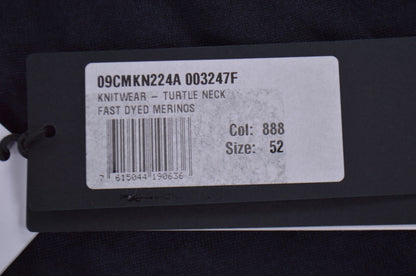 09CMKN224A 003247F
KNITWEAR – TURTLE NECK
FAST DYED MERINOS
Col: 888
Size: 52
7 615044 190636